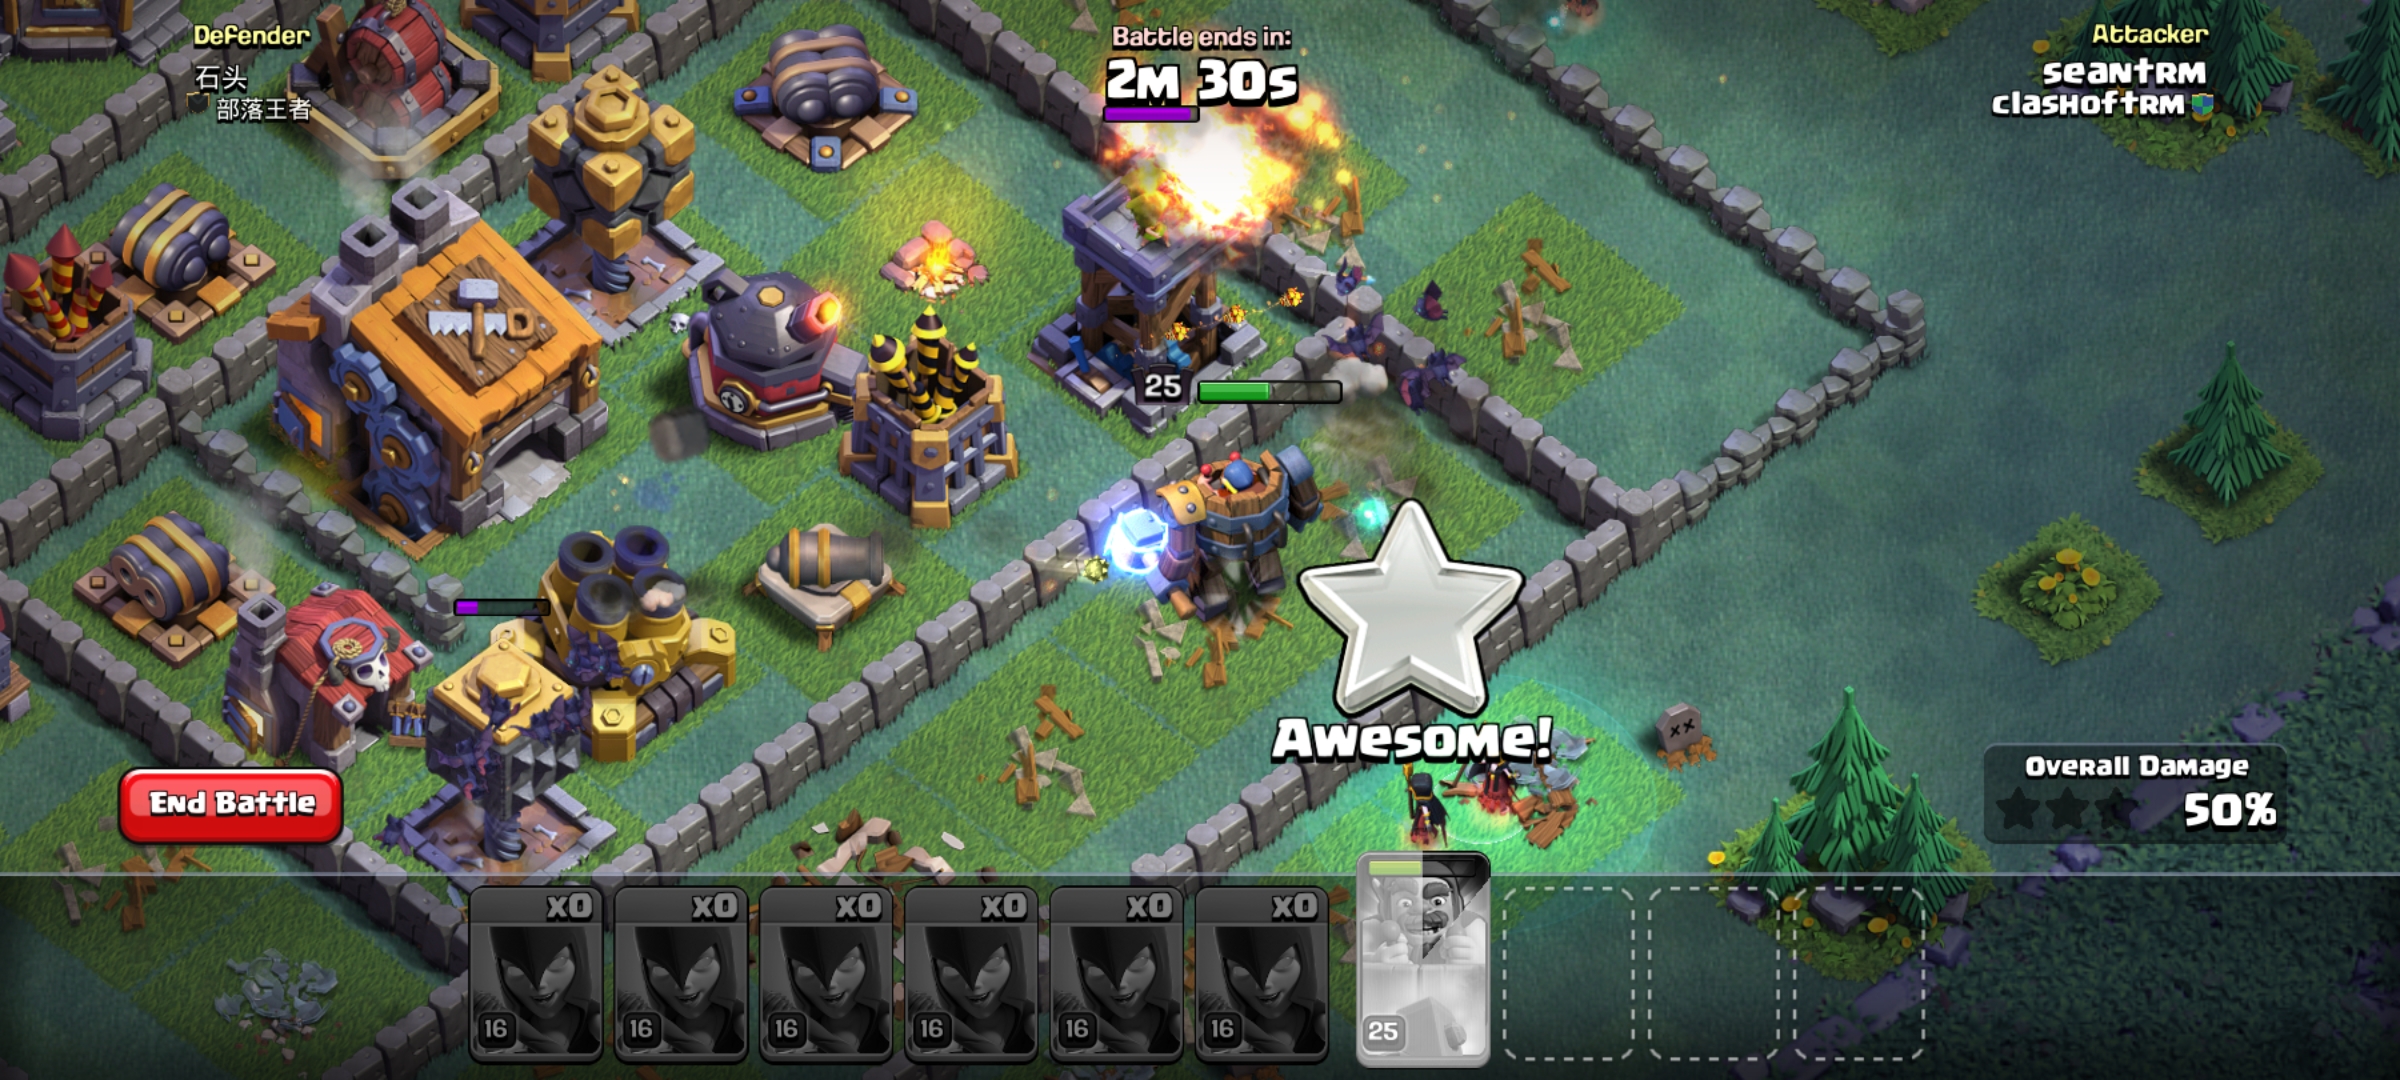 Defender
石头
部落王者
Battle ends in:
2M 30s
Attacker
seantRM
clashoftRM
25
Awesome!
End Battle
Overall Damage
50%
x0
x0
x0
x0
x0
x0
16
16
16
16
16
16
25